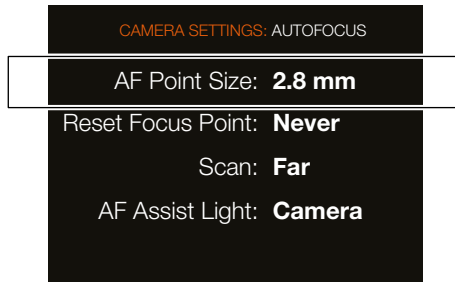 CAMERA SETTINGS: AUTOFOCUS
AF Point Size: 2.8 mm
Reset Focus Point: Never
Scan: Far
AF Assist Light: Camera